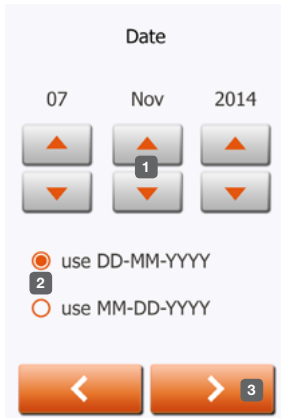 Date
07 Nov 2014
1
use DD-MM-YYYY
2
use MM-DD-YYYY
3